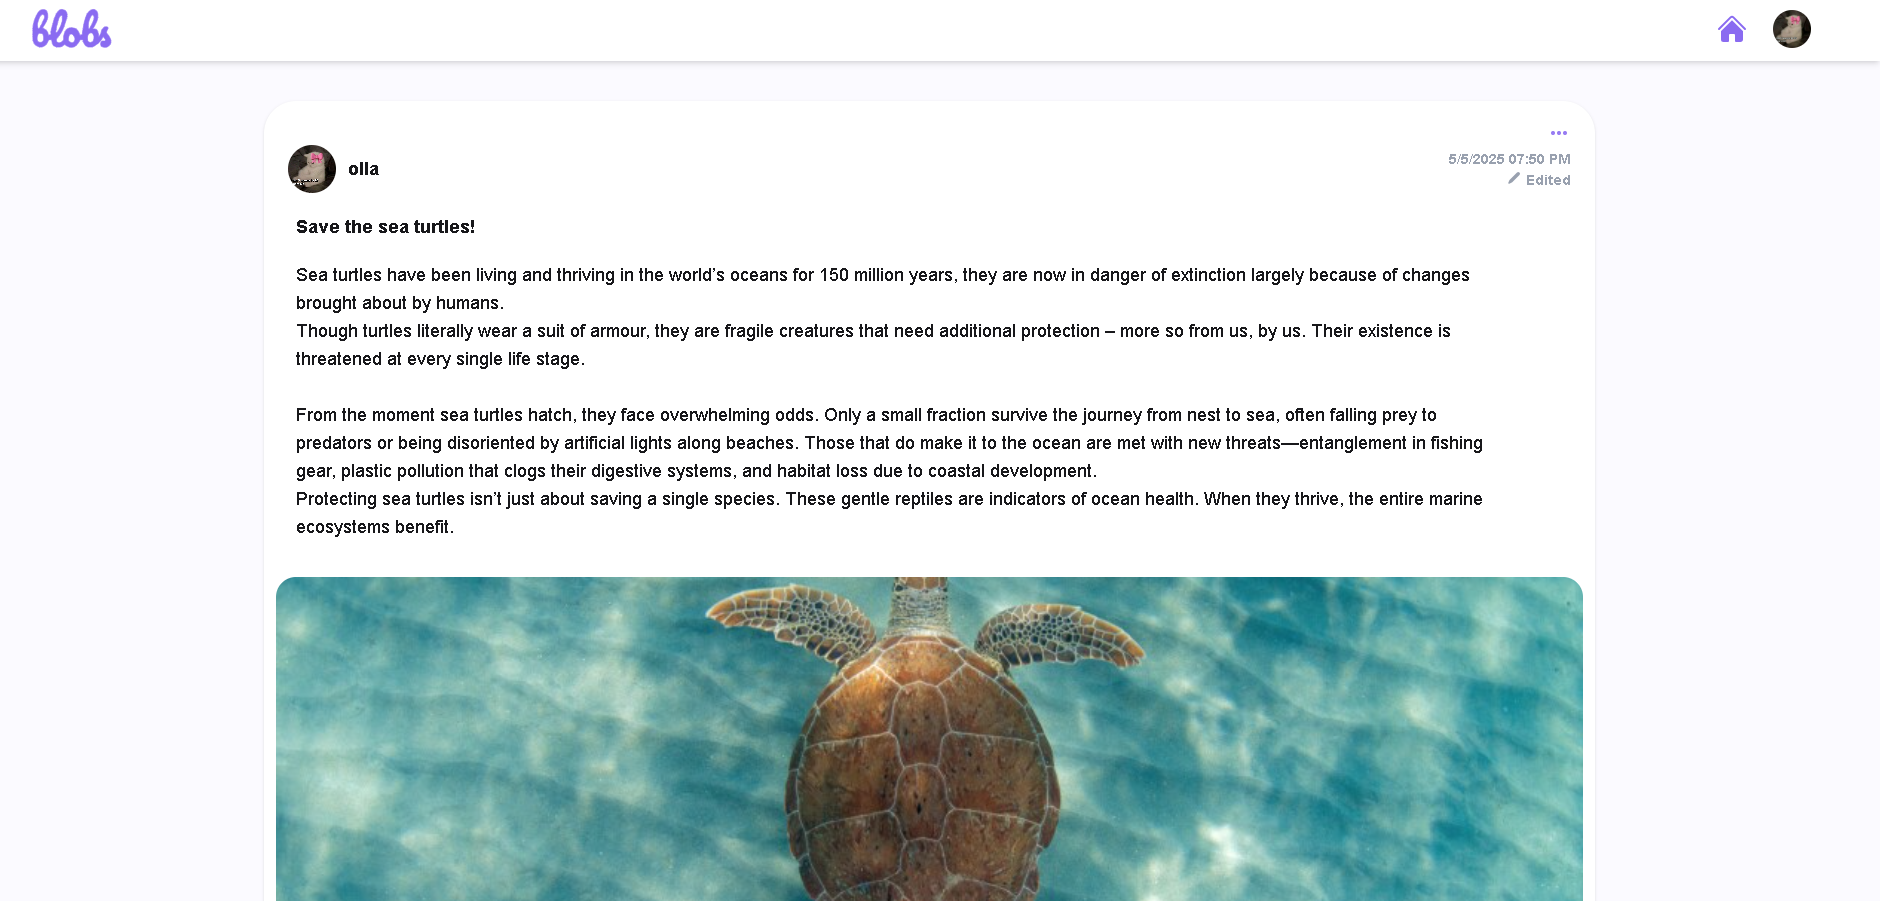 blobs
5/5/2025 07:50 PM
olla
Edited
Save the sea turtles!
Sea turtles have been living and thriving in the world’s oceans for 150 million years, they are now in danger of extinction largely because of changes
brought about by humans.
Though turtles literally wear a suit of armour, they are fragile creatures that need additional protection – more so from us, by us. Their existence is
threatened at every single life stage.
From the moment sea turtles hatch, they face overwhelming odds. Only a small fraction survive the journey from nest to sea, often falling prey to
predators or being disoriented by artificial lights along beaches. Those that do make it to the ocean are met with new threats—entanglement in fishing
gear, plastic pollution that clogs their digestive systems, and habitat loss due to coastal development.
Protecting sea turtles isn’t just about saving a single species. These gentle reptiles are indicators of ocean health. When they thrive, the entire marine
ecosystems benefit.